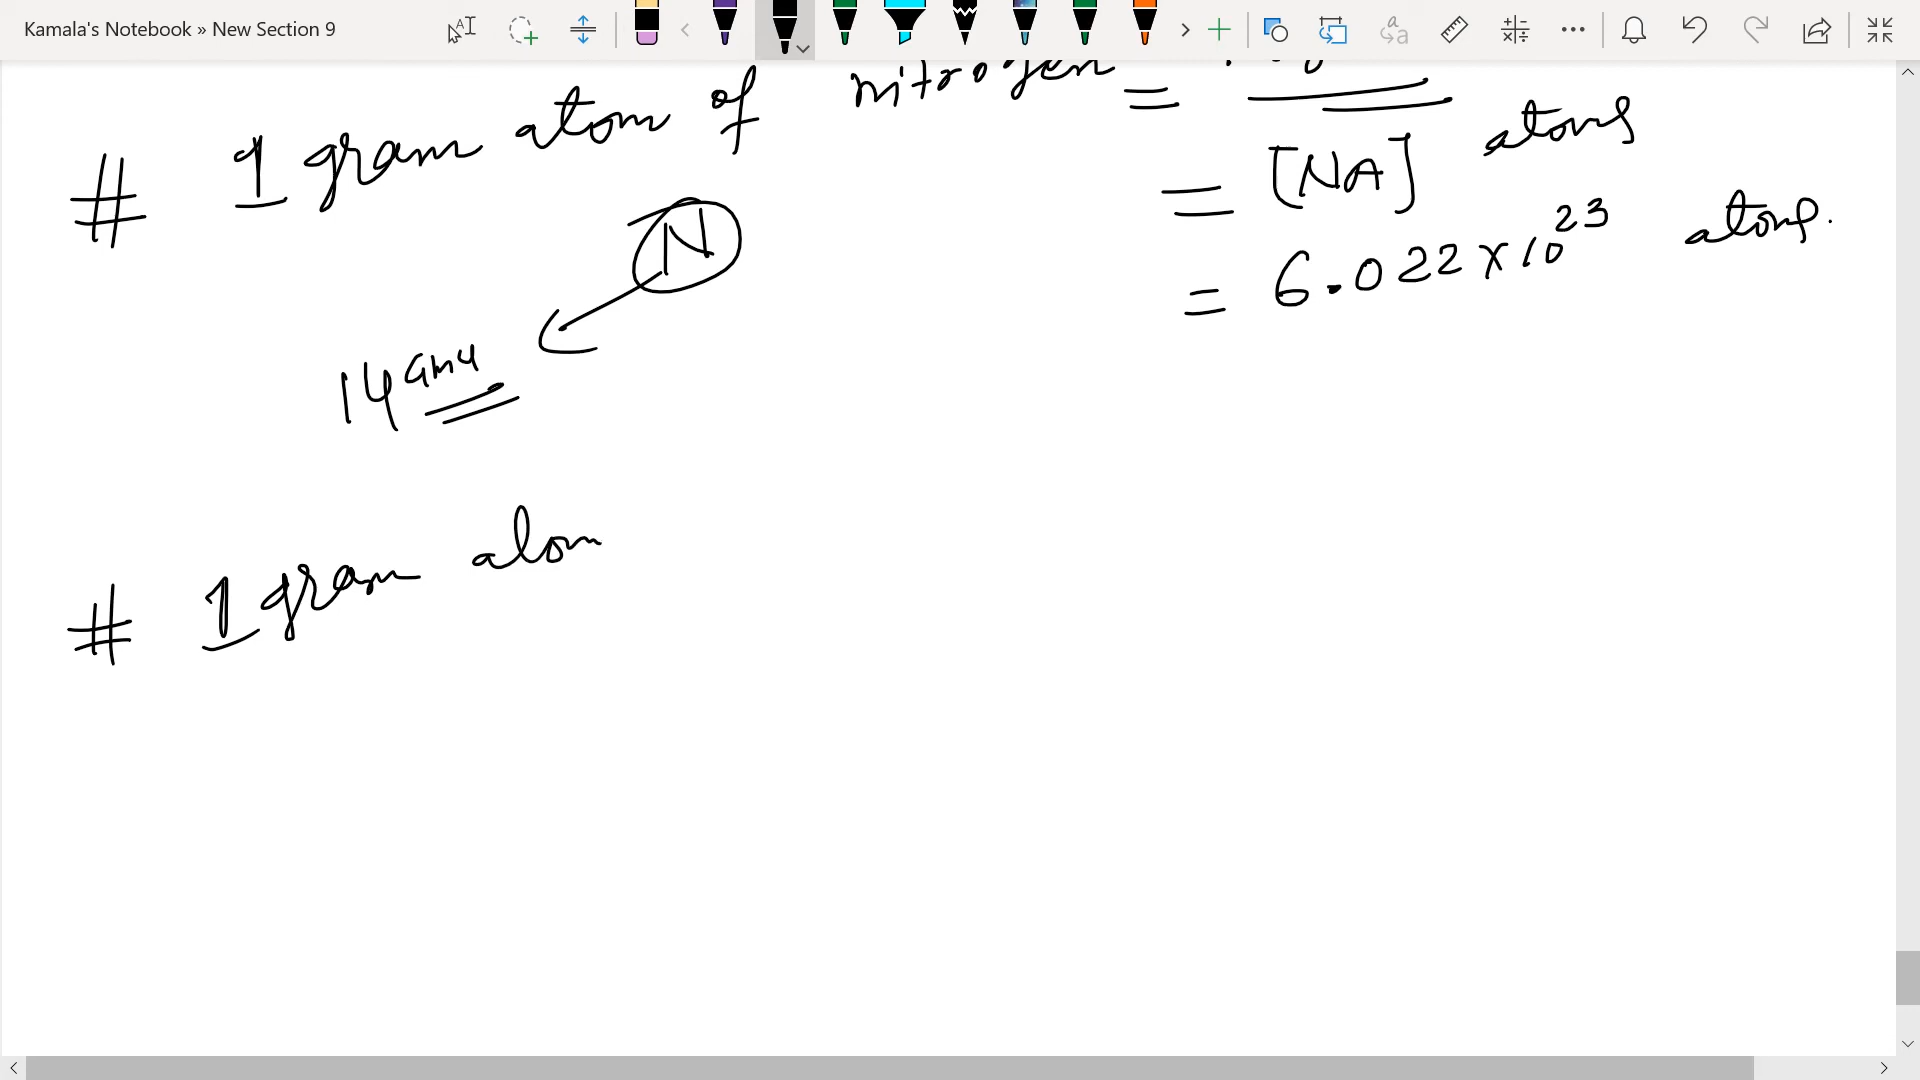 Kamala's Notebook » New Section 9
# 1 gram atom of nitrogen =
= [NA] atoms
N
= 6.022 x 10^23 atoms.
14 amu
# 1 gram atom